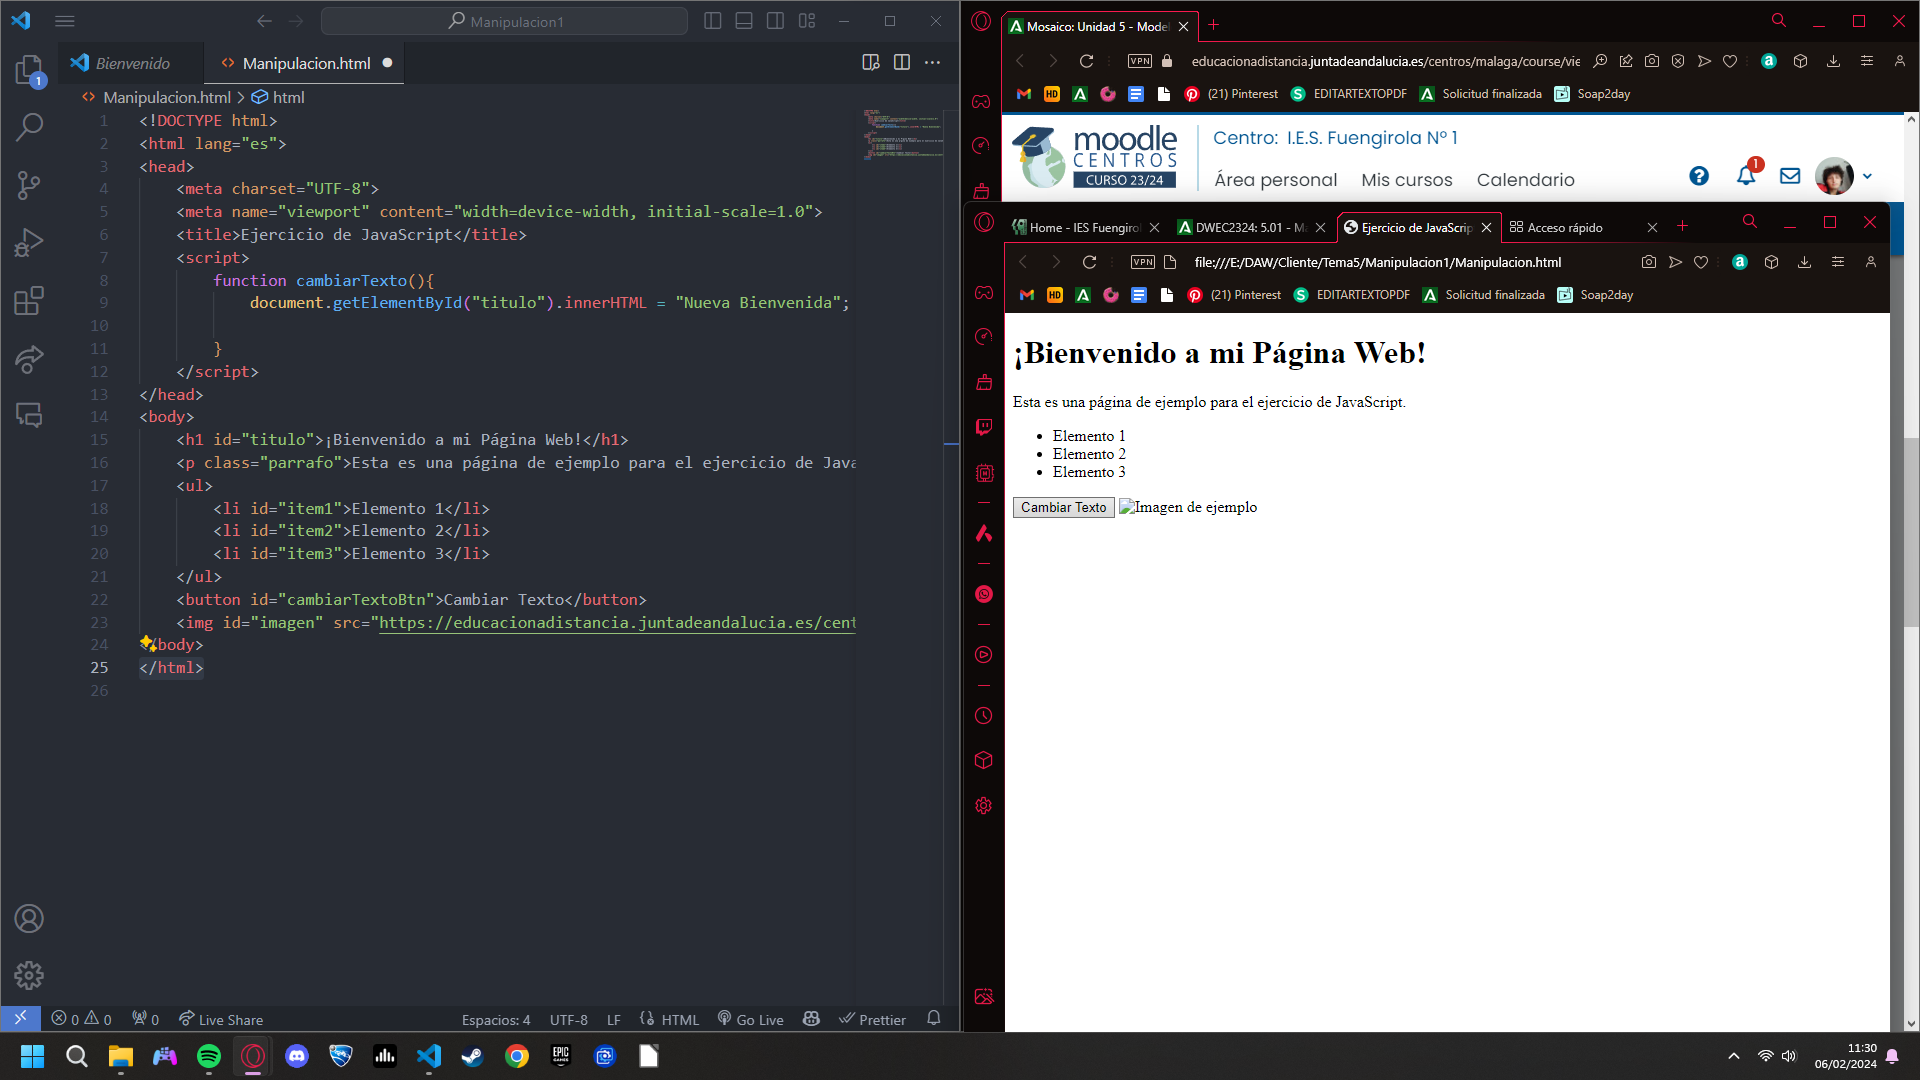 Manipulacion1
Bienvenido
Manipulacion.html
Manipulacion.html > html
1 <!DOCTYPE html>
2 <html lang="es">
3 <head>
4 <meta charset="UTF-8">
5 <meta name="viewport" content="width=device-width, initial-scale=1.0">
6 <title>Ejercicio de JavaScript</title>
7 <script>
8 function cambiarTexto(){
9 document.getElementById("titulo").innerHTML = "Nueva Bienvenida";
10
11 }
12 </script>
13 </head>
14 <body>
15 <h1 id="titulo">¡Bienvenido a mi Página Web!</h1>
16 <p class="parrafo">Esta es una página de ejemplo para el ejercicio de Java
17 <ul>
18 <li id="item1">Elemento 1</li>
19 <li id="item2">Elemento 2</li>
20 <li id="item3">Elemento 3</li>
21 </ul>
22 <button id="cambiarTextoBtn">Cambiar Texto</button>
23 <img id="imagen" src="https://educacionadistancia.juntadeandalucia.es/cent
24 body>
25 </html>
26
1
0 0 0 Live Share Espacios: 4 UTF-8 LF HTML Go Live Prettier
Mosaico: Unidad 5 - Model
VPN educacionadistancia.juntadeandalucia.es/centros/malaga/course/vie
HD (21) Pinterest EDITARTEXTOPDF Solicitud finalizada Soap2day
moodle
CENTROS
CURSO 23/24
Centro: I.E.S. Fuengirola Nº 1
Área personal Mis cursos Calendario
1
Home - IES Fuengirol DWEC2324: 5.01 - M Ejercicio de JavaScrip Acceso rápido
VPN file:///E:/DAW/Cliente/Tema5/Manipulacion1/Manipulacion.html
HD (21) Pinterest EDITARTEXTOPDF Solicitud finalizada Soap2day
¡Bienvenido a mi Página Web!
Esta es una página de ejemplo para el ejercicio de JavaScript.
• Elemento 1
• Elemento 2
• Elemento 3
Cambiar Texto Imagen de ejemplo
EPIC GAMES
11:30
06/02/2024